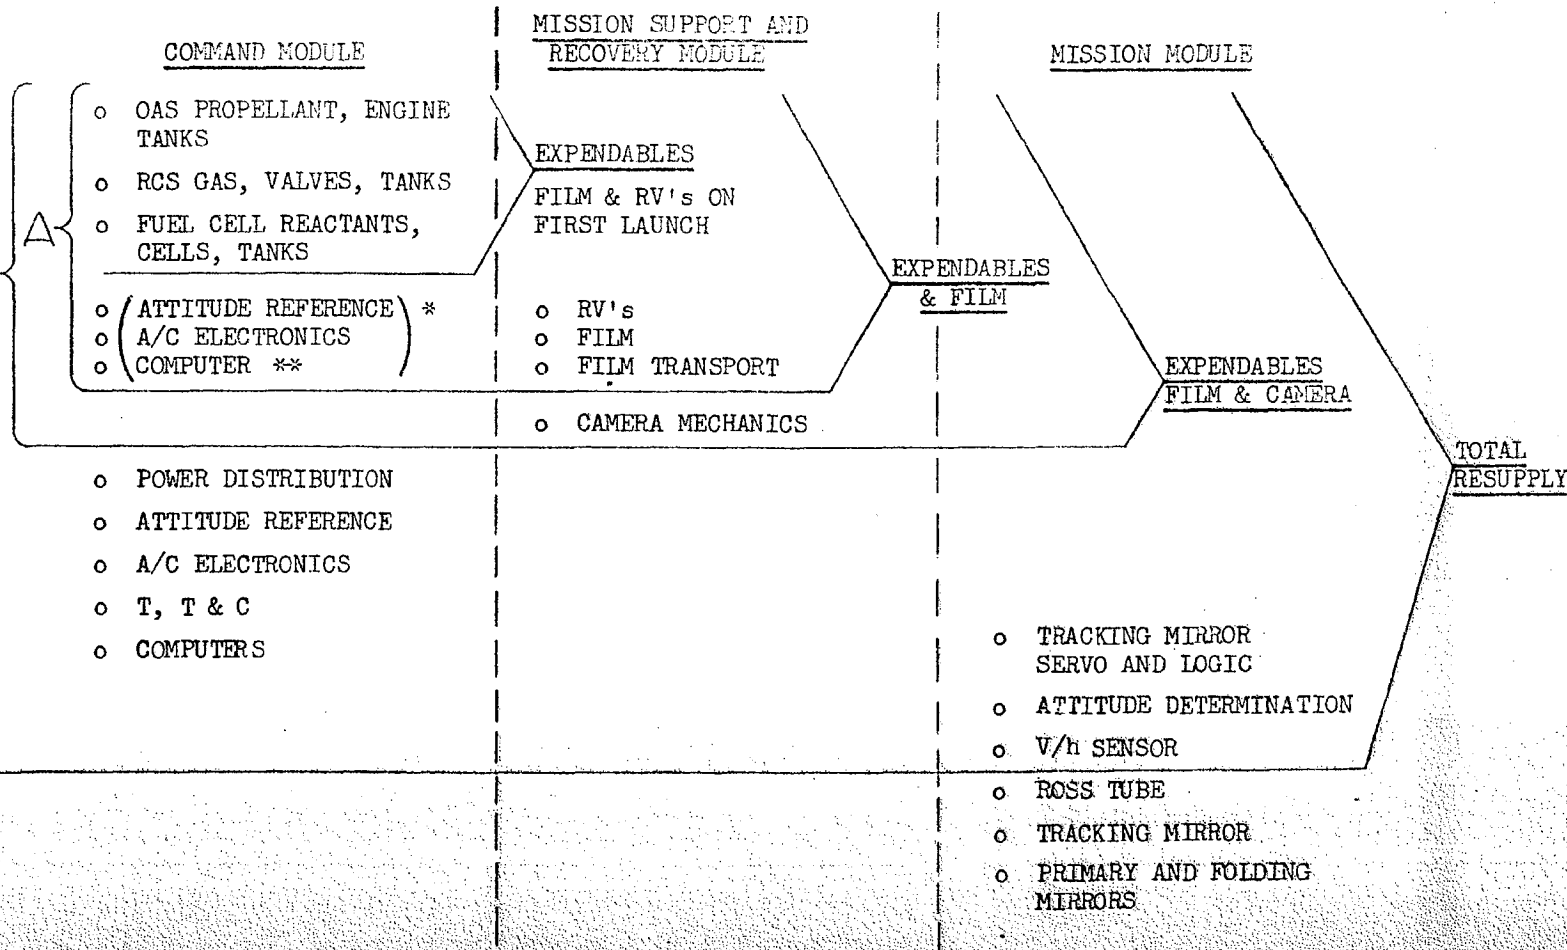 COMMAND MODULE
o OAS PROPELLANT, ENGINE
TANKS
o RCS GAS, VALVES, TANKS
o FUEL CELL REACTANTS,
CELLS, TANKS
o ATTITUDE REFERENCE *
o A/C ELECTRONICS
o COMPUTER **
o POWER DISTRIBUTION
o ATTITUDE REFERENCE
o A/C ELECTRONICS
o T, T & C
o COMPUTERS
MISSION SUPPORT AND
RECOVERY MODULE
EXPENDABLES
FILM & RV's ON
FIRST LAUNCH
o RV's
o FILM
o FILM TRANSPORT
o CAMERA MECHANICS
EXPENDABLES
& FILM
MISSION MODULE
EXPENDABLES
FILM & CAMERA
TOTAL
RESUPPLY
o TRACKING MIRROR
SERVO AND LOGIC
o ATTITUDE DETERMINATION
o V/h SENSOR
o ROSS TUBE
o TRACKING MIRROR
o PRIMARY AND FOLDING
MIRRORS